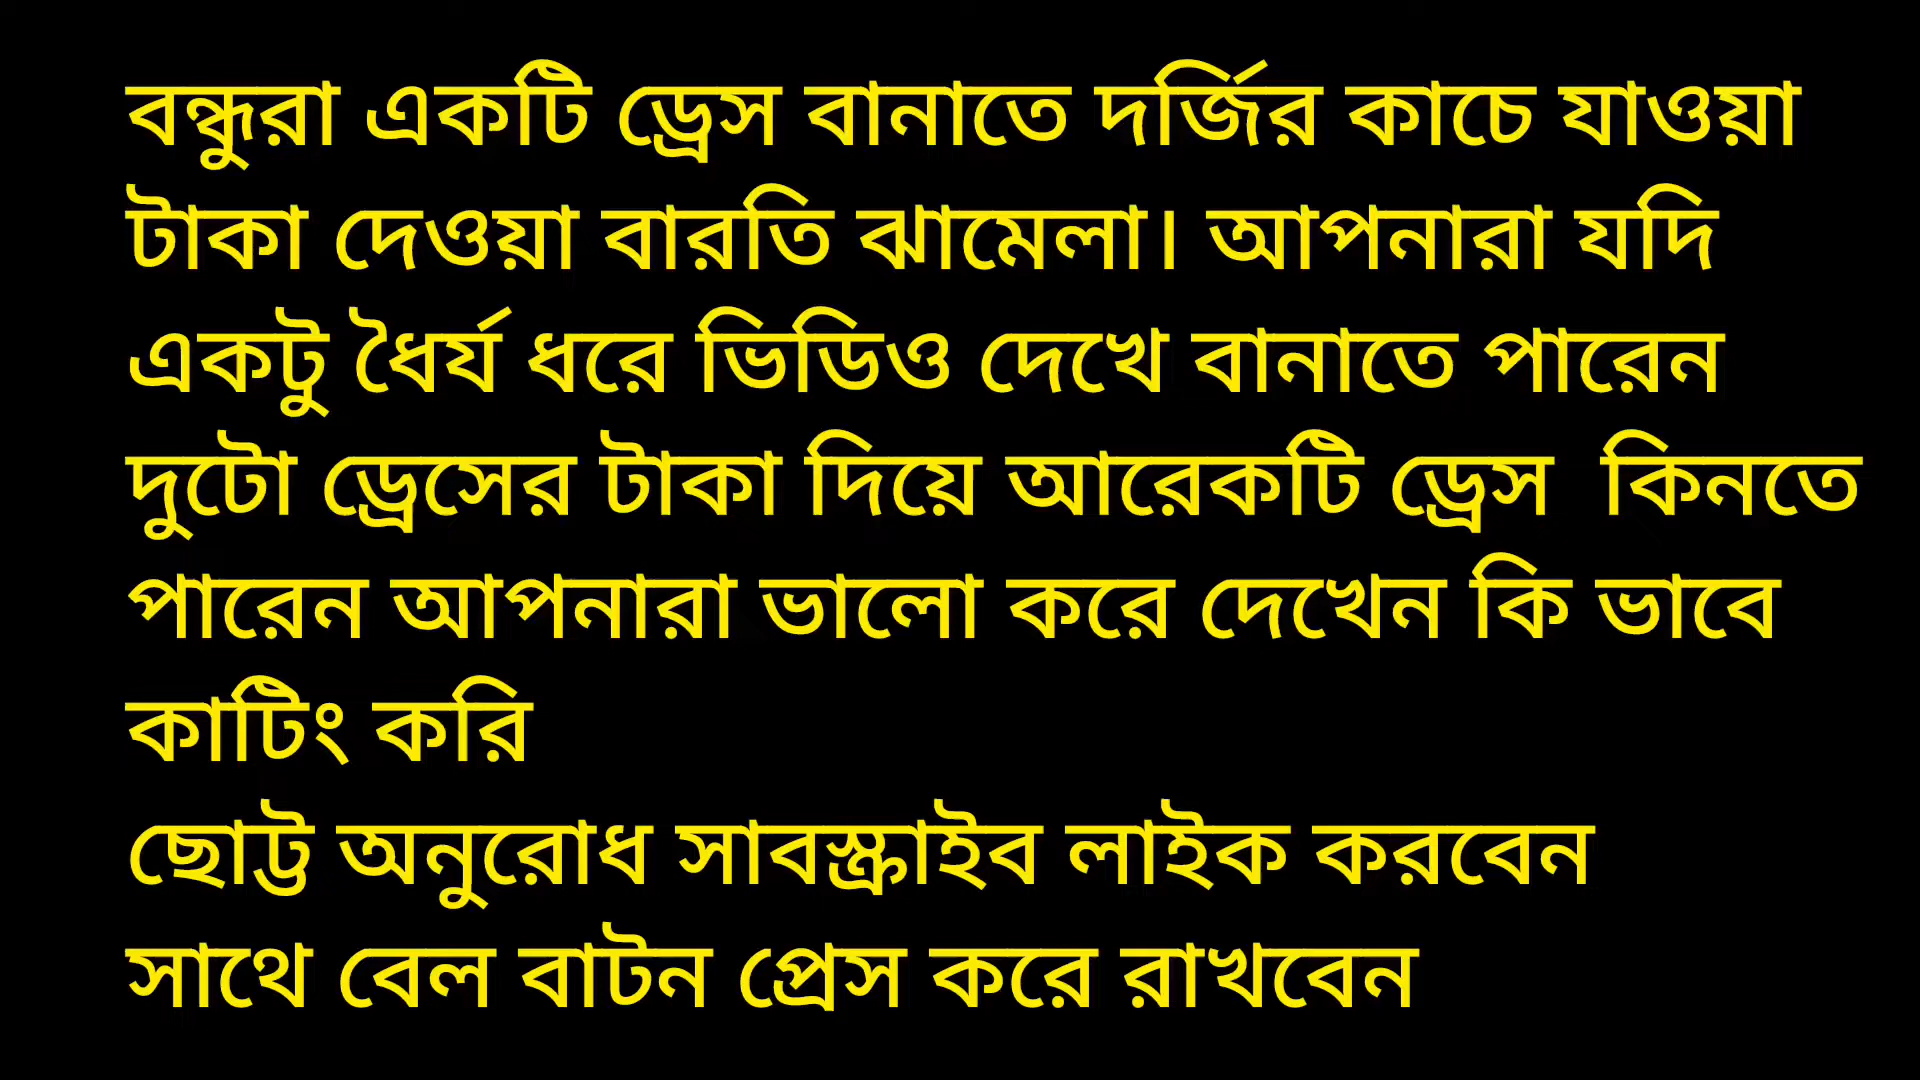 বন্ধুরা একটি ড্রেস বানাতে দর্জির কাচে যাওয়া
টাকা দেওয়া বারতি ঝামেলা। আপনারা যদি
একটু ধৈর্য ধরে ভিডিও দেখে বানাতে পারেন
দুটো ড্রেসের টাকা দিয়ে আরেকটি ড্রেস  কিনতে
পারেন আপনারা ভালো করে দেখেন কি ভাবে
কাটিং করি
ছোট্ট অনুরোধ সাবস্ক্রাইব লাইক করবেন
সাথে বেল বাটন প্রেস করে রাখবেন